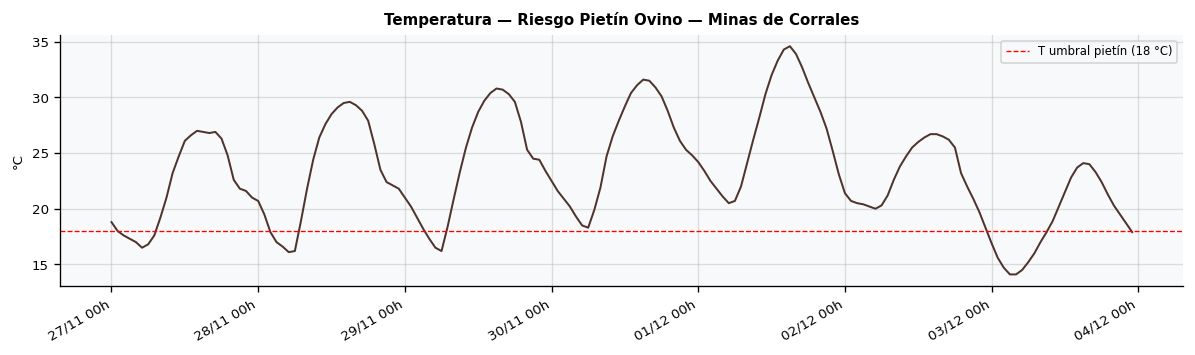 Temperatura — Riesgo Pietín Ovino — Minas de Corrales
T umbral pietín (18 °C)
°C
35
30
25
20
15
27/11 00h
28/11 00h
29/11 00h
30/11 00h
01/12 00h
02/12 00h
03/12 00h
04/12 00h